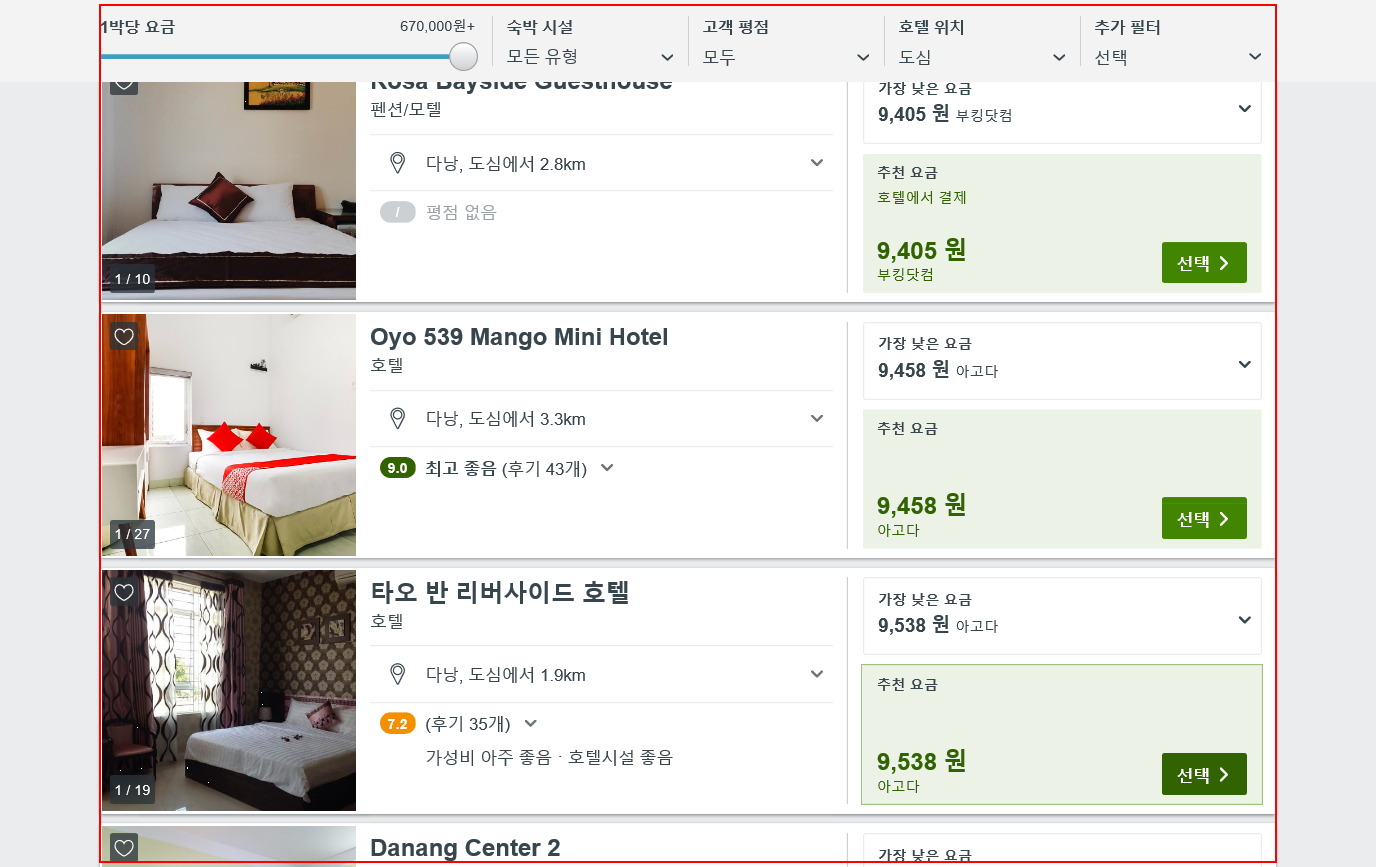 1박당 요금
670,000원+
숙박 시설
모든 유형
고객 평점
모두
호텔 위치
도심
추가 필터
선택
Rosa Bayside Guesthouse
펜션/모텔
다낭, 도심에서 2.8km
/ 평점 없음
1 / 10
가장 낮은 요금
9,405 원 부킹닷컴
추천 요금
호텔에서 결제
9,405 원
부킹닷컴
선택
Oyo 539 Mango Mini Hotel
호텔
다낭, 도심에서 3.3km
9.0 최고 좋음 (후기 43개)
1 / 27
가장 낮은 요금
9,458 원 아고다
추천 요금
9,458 원
아고다
선택
타오 반 리버사이드 호텔
호텔
다낭, 도심에서 1.9km
7.2 (후기 35개)
가성비 아주 좋음 · 호텔시설 좋음
1 / 19
가장 낮은 요금
9,538 원 아고다
추천 요금
9,538 원
아고다
선택
Danang Center 2
가장 낮은 요금